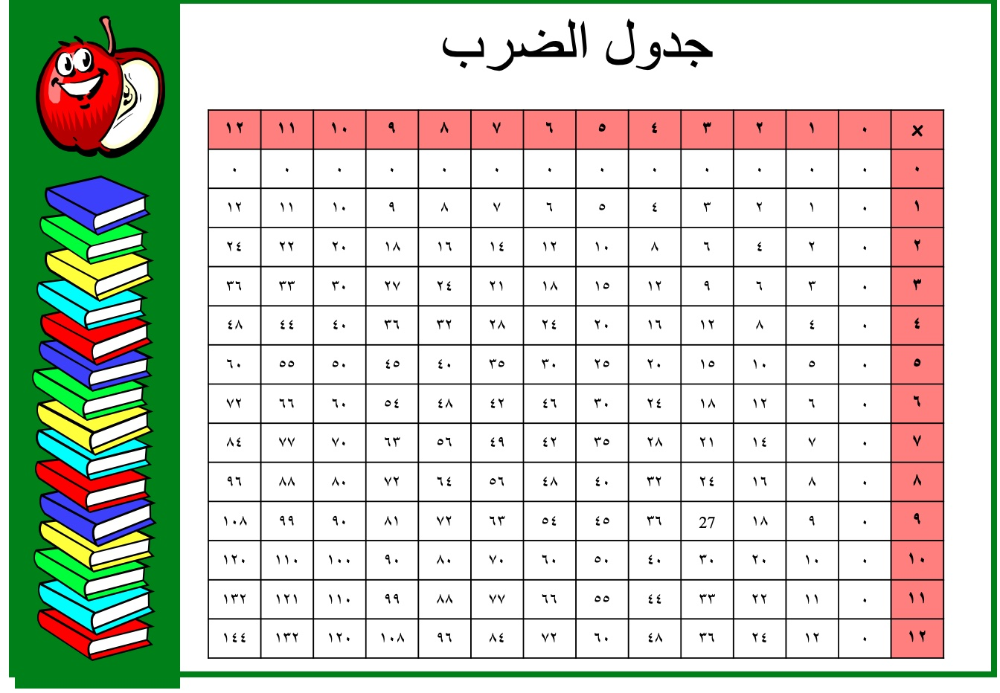 جدول الضرب
× ٠ ١ ٢ ٣ ٤ ٥ ٦ ٧ ٨ ٩ ١٠ ١١ ١٢
٠ ٠ ٠ ٠ ٠ ٠ ٠ ٠ ٠ ٠ ٠ ٠ ٠ ٠
١ ٠ ١ ٢ ٣ ٤ ٥ ٦ ٧ ٨ ٩ ١٠ ١١ ١٢
٢ ٠ ٢ ٤ ٦ ٨ ١٠ ١٢ ١٤ ١٦ ١٨ ٢٠ ٢٢ ٢٤
٣ ٠ ٣ ٦ ٩ ١٢ ١٥ ١٨ ٢١ ٢٤ ٢٧ ٣٠ ٣٣ ٣٦
٤ ٠ ٤ ٨ ١٢ ١٦ ٢٠ ٢٤ ٢٨ ٣٢ ٣٦ ٤٠ ٤٤ ٤٨
٥ ٠ ٥ ١٠ ١٥ ٢٠ ٢٥ ٣٠ ٣٥ ٤٠ ٤٥ ٥٠ ٥٥ ٦٠
٦ ٠ ٦ ١٢ ١٨ ٢٤ ٣٠ ٤٦ ٤٢ ٤٨ ٥٤ ٦٠ ٦٦ ٧٢
٧ ٠ ٧ ١٤ ٢١ ٢٨ ٣٥ ٤٢ ٤٩ ٥٦ ٦٣ ٧٠ ٧٧ ٨٤
٨ ٠ ٨ ١٦ ٢٤ ٣٢ ٤٠ ٤٨ ٥٦ ٦٤ ٧٢ ٨٠ ٨٨ ٩٦
٩ ٠ ٩ ١٨ 27 ٣٦ ٤٥ ٥٤ ٦٣ ٧٢ ٨١ ٩٠ ٩٩ ١٠٨
١٠ ٠ ١٠ ٢٠ ٣٠ ٤٠ ٥٠ ٦٠ ٧٠ ٨٠ ٩٠ ١٠٠ ١١٠ ١٢٠
١١ ٠ ١١ ٢٢ ٣٣ ٤٤ ٥٥ ٦٦ ٧٧ ٨٨ ٩٩ ١١٠ ١٢١ ١٣٢
١٢ ٠ ١٢ ٢٤ ٣٦ ٤٨ ٦٠ ٧٢ ٨٤ ٩٦ ١٠٨ ١٢٠ ١٣٢ ١٤٤